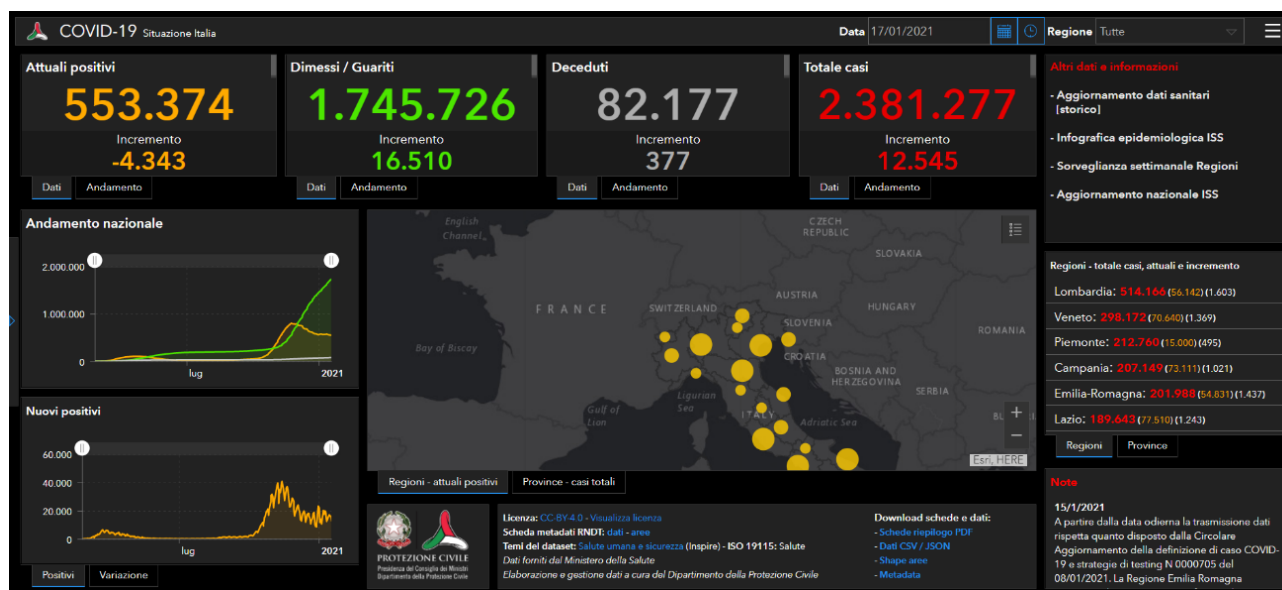 COVID-19 Situazione Italia
Data 17/01/2021
Regione Tutte
Attuali positivi
553.374
Incremento
-4.343
Dati Andamento
Dimessi / Guariti
1.745.726
Incremento
16.510
Dati Andamento
Deceduti
82.177
Incremento
377
Dati Andamento
Totale casi
2.381.277
Incremento
12.545
Dati Andamento
Altri dati e informazioni
- Aggiornamento dati sanitari
[storico]
- Infografica epidemiologica ISS
- Sorveglianza settimanale Regioni
- Aggiornamento nazionale ISS
Andamento nazionale
2.000.000
1.000.000
0
lug 2021
Nuovi positivi
60.000
40.000
20.000
0
lug 2021
Positivi Variazione
English
Channel
CZECH
REPUBLIC
SLOVAKIA
AUSTRIA
FRANCE
SWITZERLAND
HUNGARY
SLOVENIA
ROMANIA
Bay of Biscay
CROATIA
BOSNIA AND
HERZEGOVINA
SERBIA
Ligurian
Sea
Gulf of
Lion
ITALY
Adriatic Sea
+
−
Esri, HERE
Regioni - attuali positivi Province - casi totali
Regioni - totale casi, attuali e incremento
Lombardia: 514.166 (56.142) (1.603)
Veneto: 298.172 (70.640) (1.369)
Piemonte: 212.760 (15.000) (495)
Campania: 207.149 (73.111) (1.021)
Emilia-Romagna: 201.988 (54.831) (1.437)
Lazio: 189.643 (77.510) (1.243)
Regioni Province
PROTEZIONE CIVILE
Presidenza del Consiglio dei Ministri
Dipartimento della Protezione Civile
Licenza: CC-BY-4.0 - Visualizza licenza
Scheda metadati RNDT: dati - aree
Temi del dataset: Salute umana e sicurezza (Inspire) - ISO 19115: Salute
Dati forniti dal Ministero della Salute
Elaborazione e gestione dati a cura del Dipartimento della Protezione Civile
Download schede e dati:
- Schede riepilogo PDF
- Dati CSV / JSON
- Shape aree
- Metadata
Note
15/1/2021
A partire dalla data odierna la trasmissione dati
rispetta quanto disposto dalla Circolare
Aggiornamento della definizione di caso COVID-
19 e strategie di testing N 0000705 del
08/01/2021. La Regione Emilia Romagna